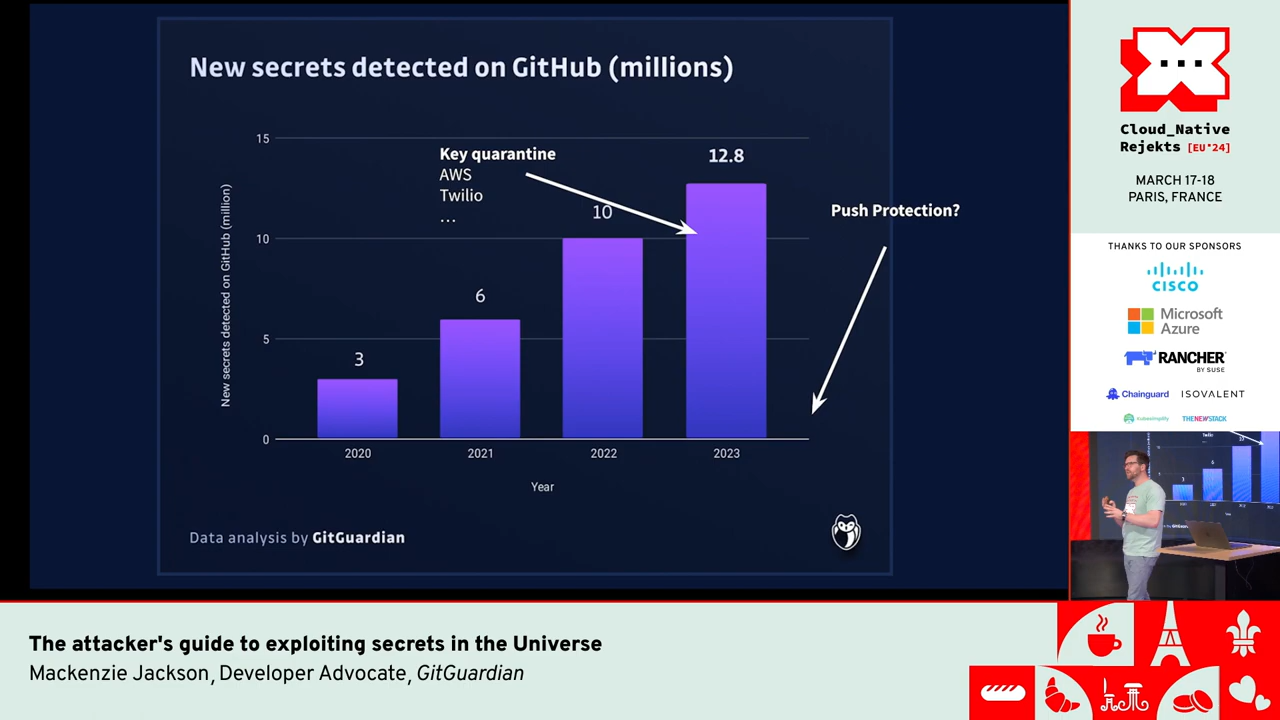 New secrets detected on GitHub (millions)
New secrets detected on GitHub (million)
15
10
5
0
Key quarantine
AWS
Twilio
...
3
6
10
12.8
Push Protection?
2020
2021
2022
2023
Year
Data analysis by GitGuardian
Cloud_Native
Rejekts [EU'24]
MARCH 17-18
PARIS, FRANCE
THANKS TO OUR SPONSORS
CISCO
Microsoft
Azure
RANCHER
BY SUSE
Chainguard
ISOVALENT
THENEWSTACK
The attacker's guide to exploiting secrets in the Universe
Mackenzie Jackson, Developer Advocate, GitGuardian